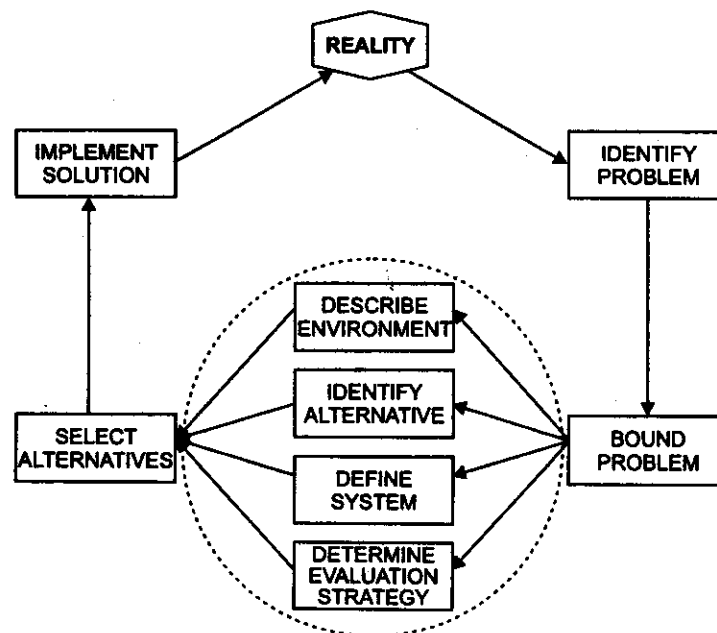 REALITY
IMPLEMENT
SOLUTION
IDENTIFY
PROBLEM
DESCRIBE
ENVIRONMENT
IDENTIFY
ALTERNATIVE
SELECT
ALTERNATIVES
BOUND
PROBLEM
DEFINE
SYSTEM
DETERMINE
EVALUATION
STRATEGY